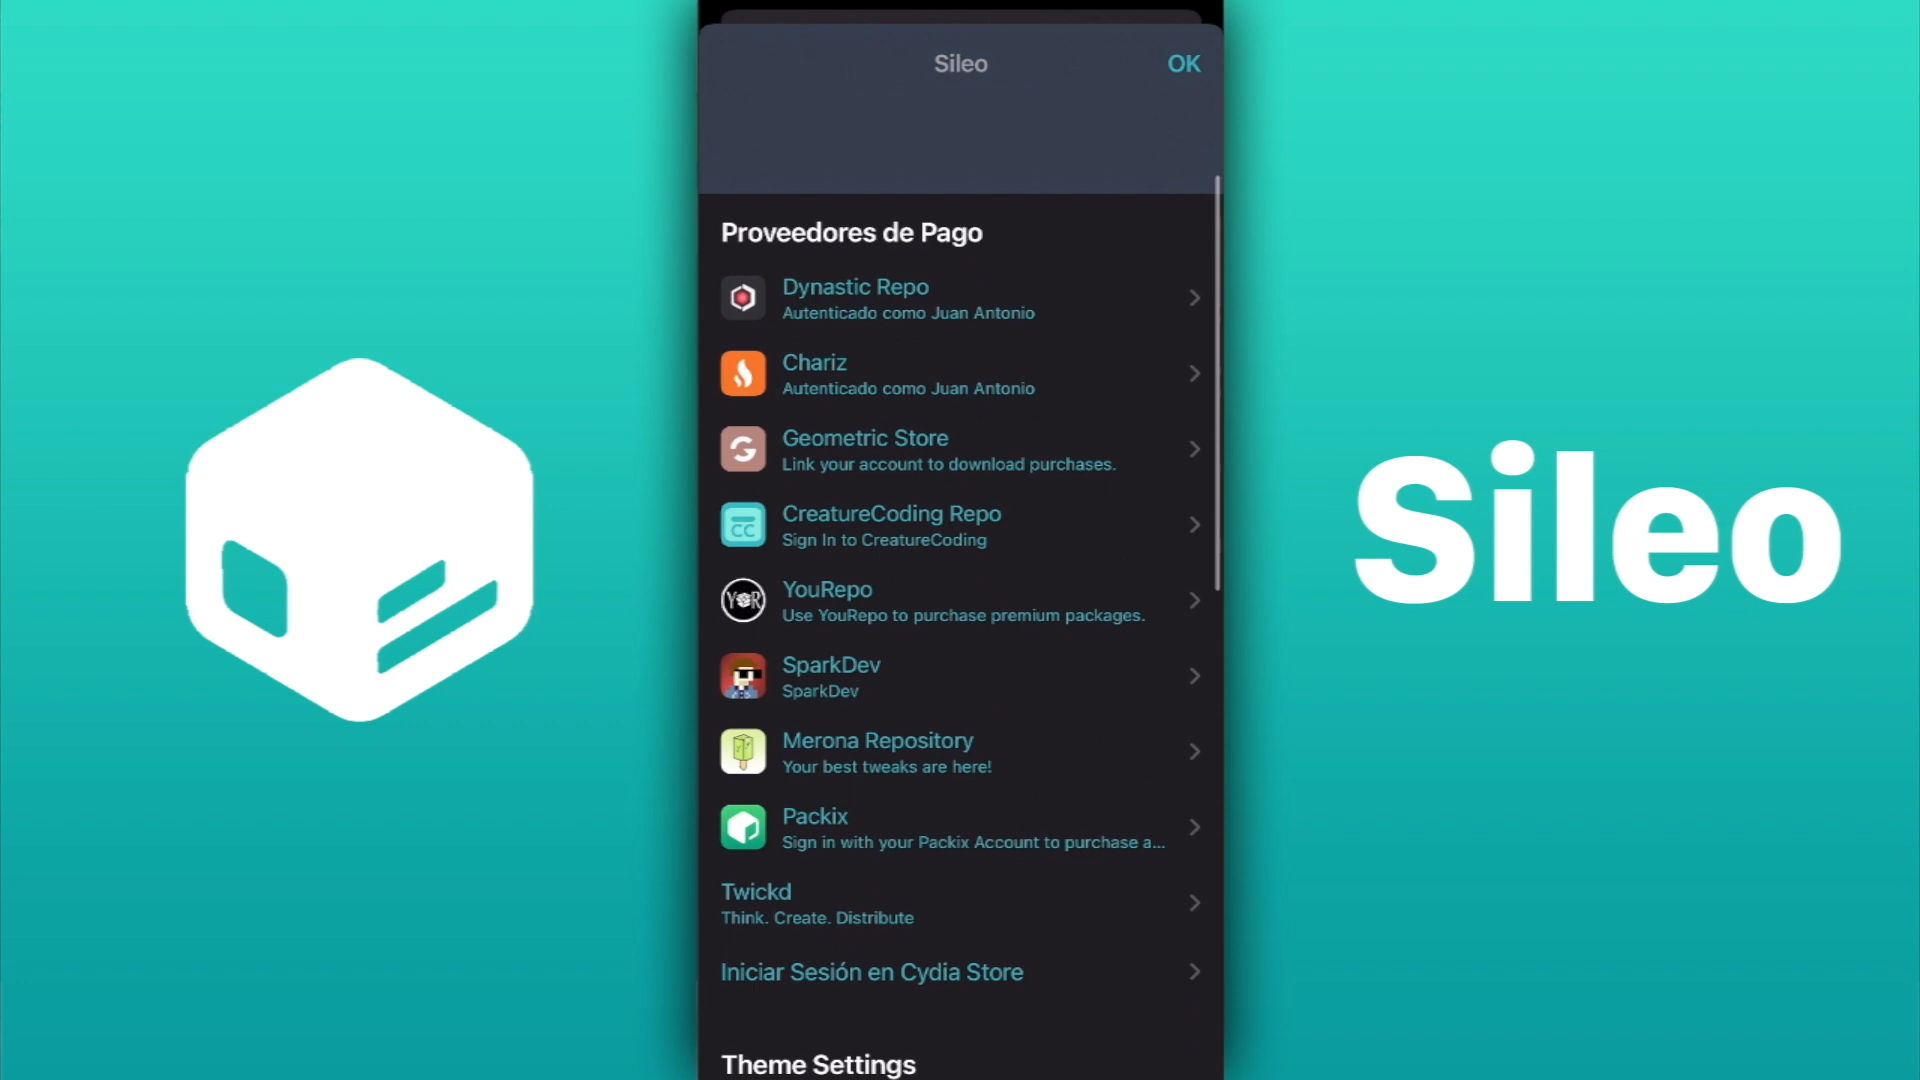 Sileo
OK
Proveedores de Pago
Dynastic Repo
Autenticado como Juan Antonio
Chariz
Autenticado como Juan Antonio
Geometric Store
Link your account to download purchases.
CC
CreatureCoding Repo
Sign In to CreatureCoding
YouRepo
Use YouRepo to purchase premium packages.
SparkDev
SparkDev
Merona Repository
Your best tweaks are here!
Packix
Sign in with your Packix Account to purchase a...
Twickd
Think. Create. Distribute
Iniciar Sesión en Cydia Store
Theme Settings
Sileo